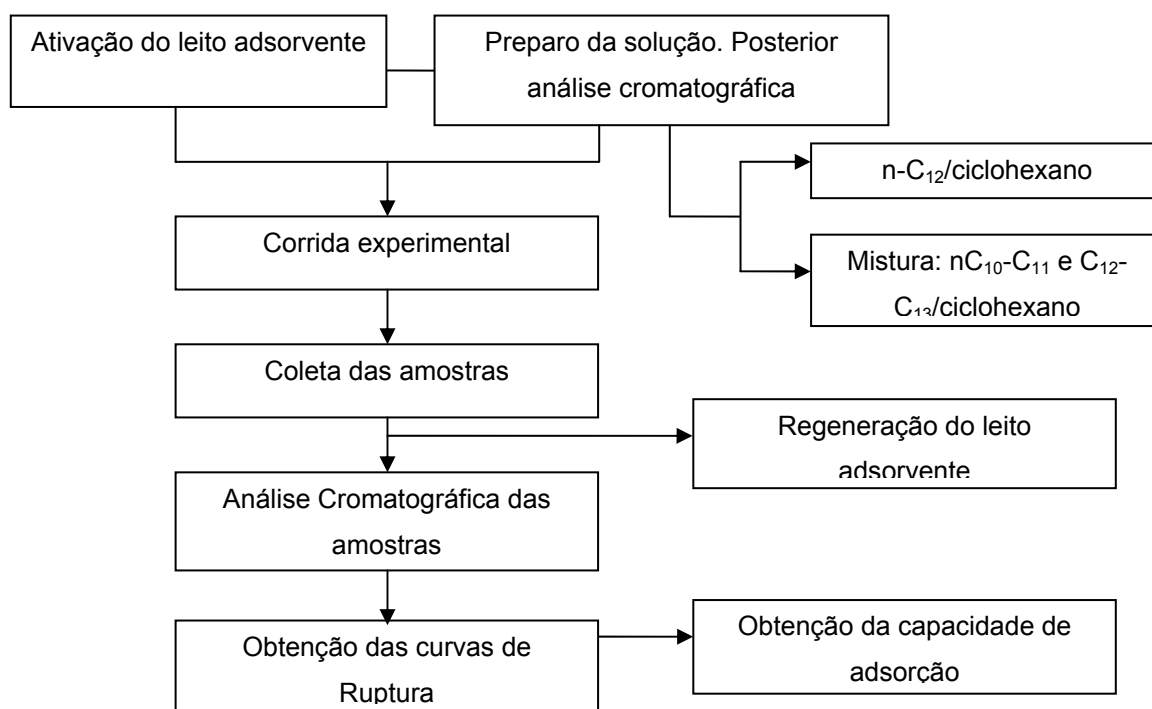 Ativação do leito adsorvente
Preparo da solução. Posterior
análise cromatográfica
n-C₁₂/ciclohexano
Mistura: nC₁₀-C₁₁ e C₁₂-
C₁₃/ciclohexano
Corrida experimental
Coleta das amostras
Regeneração do leito
adsorvente
Análise Cromatográfica das
amostras
Obtenção das curvas de
Ruptura
Obtenção da capacidade de
adsorção